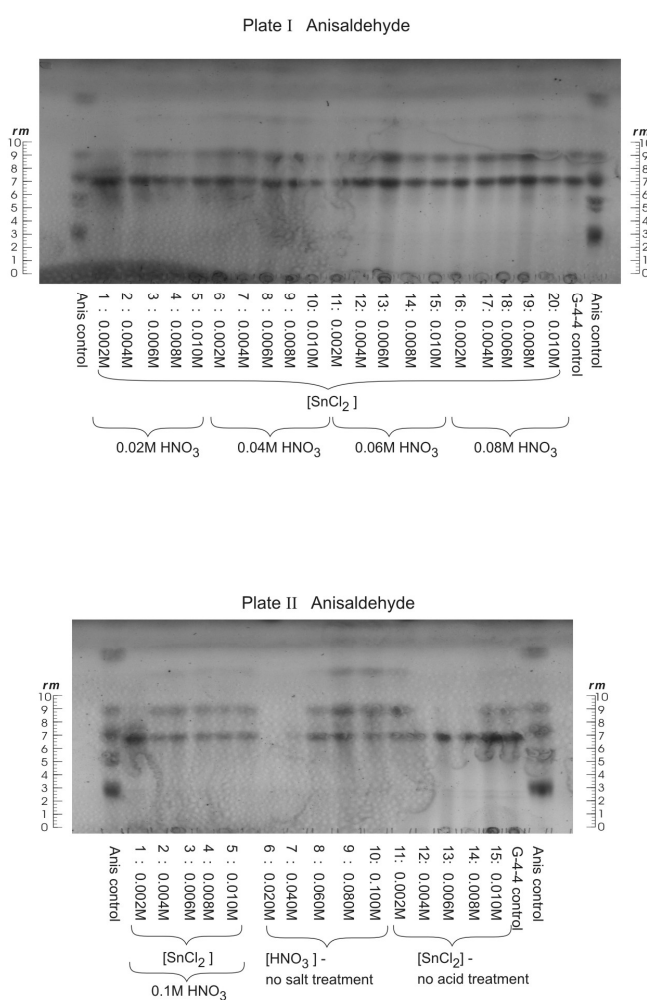 Plate I Anisaldehyde
rm rm
10 10
9 9
8 8
7 7
6 6
5 5
4 4
3 3
2 2
1 1
0 0
Anis control
1 : 0.002M
2 : 0.004M
3 : 0.006M
4 : 0.008M
5 : 0.010M
6 : 0.002M
7 : 0.004M
8 : 0.006M
9 : 0.008M
10: 0.010M
11: 0.002M
12: 0.004M
13: 0.006M
14: 0.008M
15: 0.010M
16: 0.002M
17: 0.004M
18: 0.006M
19: 0.008M
20: 0.010M
G-4-4 control
Anis control
[SnCl2 ]
0.02M HNO3 0.04M HNO3 0.06M HNO3 0.08M HNO3
Plate II Anisaldehyde
rm rm
10 10
9 9
8 8
7 7
6 6
5 5
4 4
3 3
2 2
1 1
0 0
Anis control
1 : 0.002M
2 : 0.004M
3 : 0.006M
4 : 0.008M
5 : 0.010M
6 : 0.020M
7 : 0.040M
8 : 0.060M
9 : 0.080M
10: 0.100M
11: 0.002M
12: 0.004M
13: 0.006M
14: 0.008M
15: 0.010M
G-4-4 control
Anis control
[SnCl2 ]
0.1M HNO3
[HNO3 ] -
no salt treatment
[SnCl2] -
no acid treatment